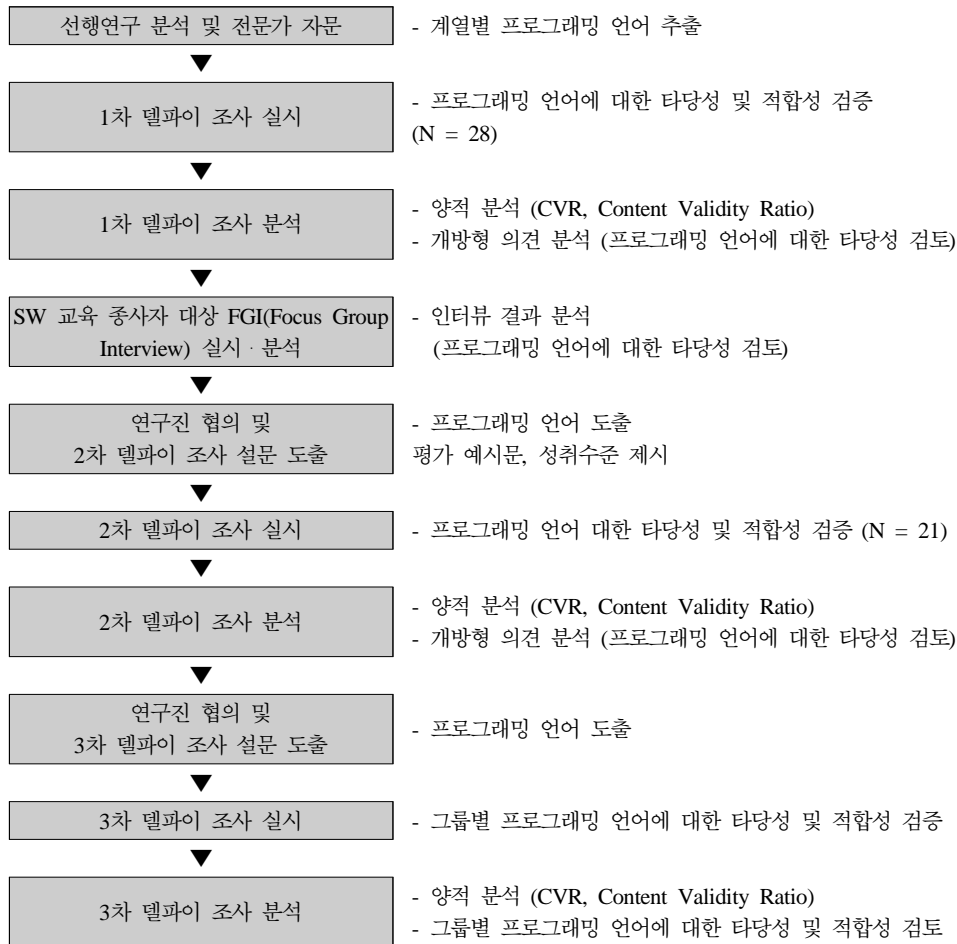 선행연구 분석 및 전문가 자문
- 계열별 프로그래밍 언어 추출
▼
1차 델파이 조사 실시
- 프로그래밍 언어에 대한 타당성 및 적합성 검증
(N = 28)
▼
1차 델파이 조사 분석
- 양적 분석 (CVR, Content Validity Ratio)
- 개방형 의견 분석 (프로그래밍 언어에 대한 타당성 검토)
▼
SW 교육 종사자 대상 FGI(Focus Group
Interview) 실시 · 분석
- 인터뷰 결과 분석
(프로그래밍 언어에 대한 타당성 검토)
▼
연구진 협의 및
2차 델파이 조사 설문 도출
- 프로그래밍 언어 도출
평가 예시문, 성취수준 제시
▼
2차 델파이 조사 실시
- 프로그래밍 언어 대한 타당성 및 적합성 검증 (N = 21)
▼
2차 델파이 조사 분석
- 양적 분석 (CVR, Content Validity Ratio)
- 개방형 의견 분석 (프로그래밍 언어에 대한 타당성 검토)
▼
연구진 협의 및
3차 델파이 조사 설문 도출
- 프로그래밍 언어 도출
▼
3차 델파이 조사 실시
- 그룹별 프로그래밍 언어에 대한 타당성 및 적합성 검증
▼
3차 델파이 조사 분석
- 양적 분석 (CVR, Content Validity Ratio)
- 그룹별 프로그래밍 언어에 대한 타당성 및 적합성 검토